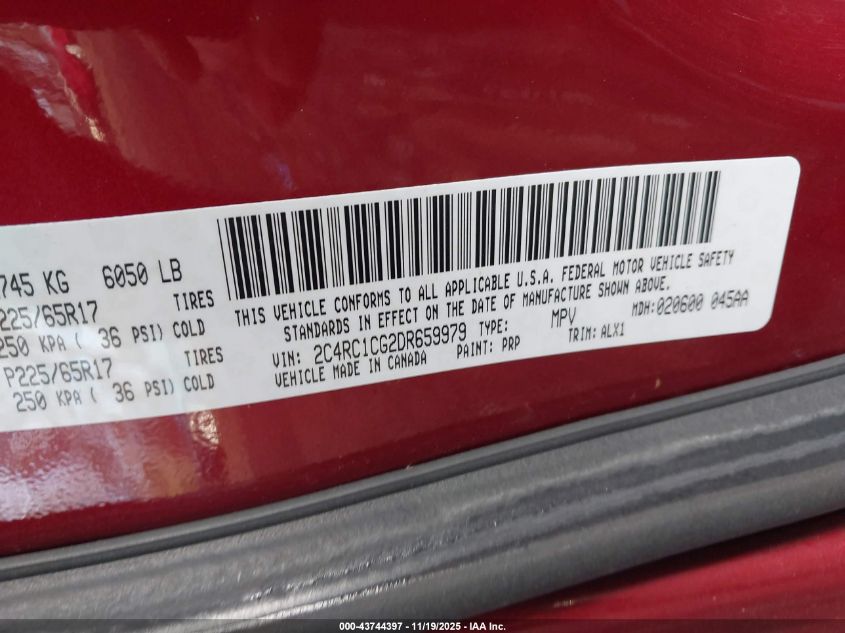 745 KG 6050 LB
P225/65R17 TIRES
250 KPA ( 36 PSI) COLD
P225/65R17 TIRES
250 KPA ( 36 PSI) COLD
THIS VEHICLE CONFORMS TO ALL APPLICABLE U.S.A. FEDERAL MOTOR VEHICLE SAFETY
STANDARDS IN EFFECT ON THE DATE OF MANUFACTURE SHOWN ABOVE.
VIN: 2C4RC1CG2DR659979 TYPE: MPV MDH:020600 045AA
VEHICLE MADE IN CANADA PAINT: PRP TRIM: ALX1
000-43744397 - 11/19/2025 - IAA Inc.